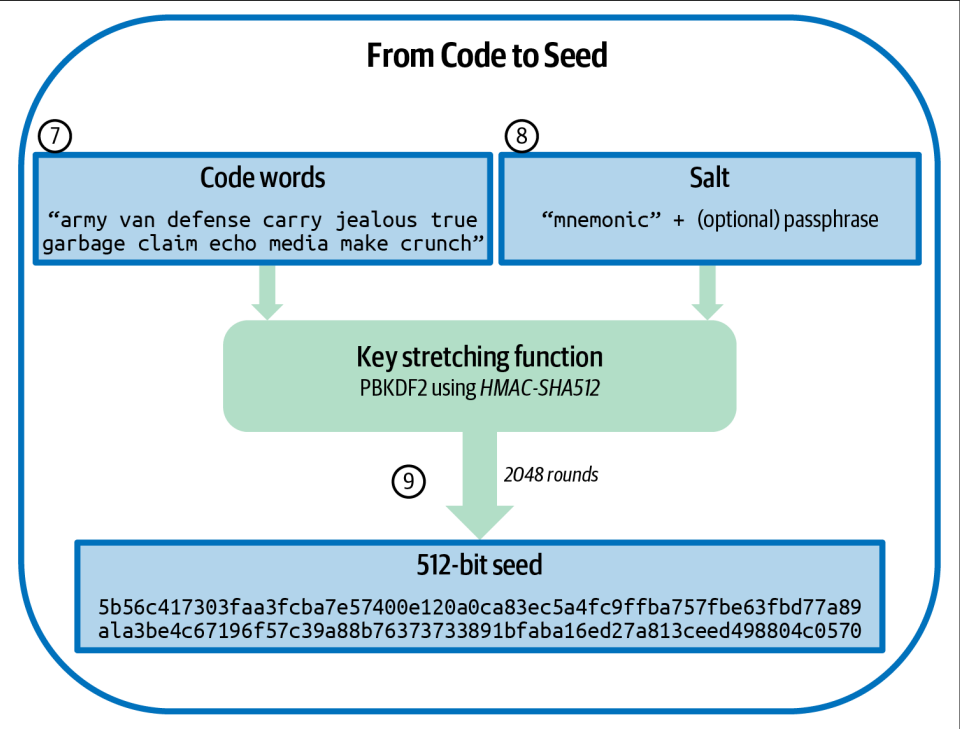 From Code to Seed
7
8
Code words
Salt
“army van defense carry jealous true
garbage claim echo media make crunch”
“mnemonic” + (optional) passphrase
Key stretching function
PBKDF2 using HMAC-SHA512
9
2048 rounds
512-bit seed
5b56c417303faa3fcba7e57400e120a0ca83ec5a4fc9ffba757fbe63fbd77a89
ala3be4c67196f57c39a88b76373733891bfaba16ed27a813ceed498804c0570